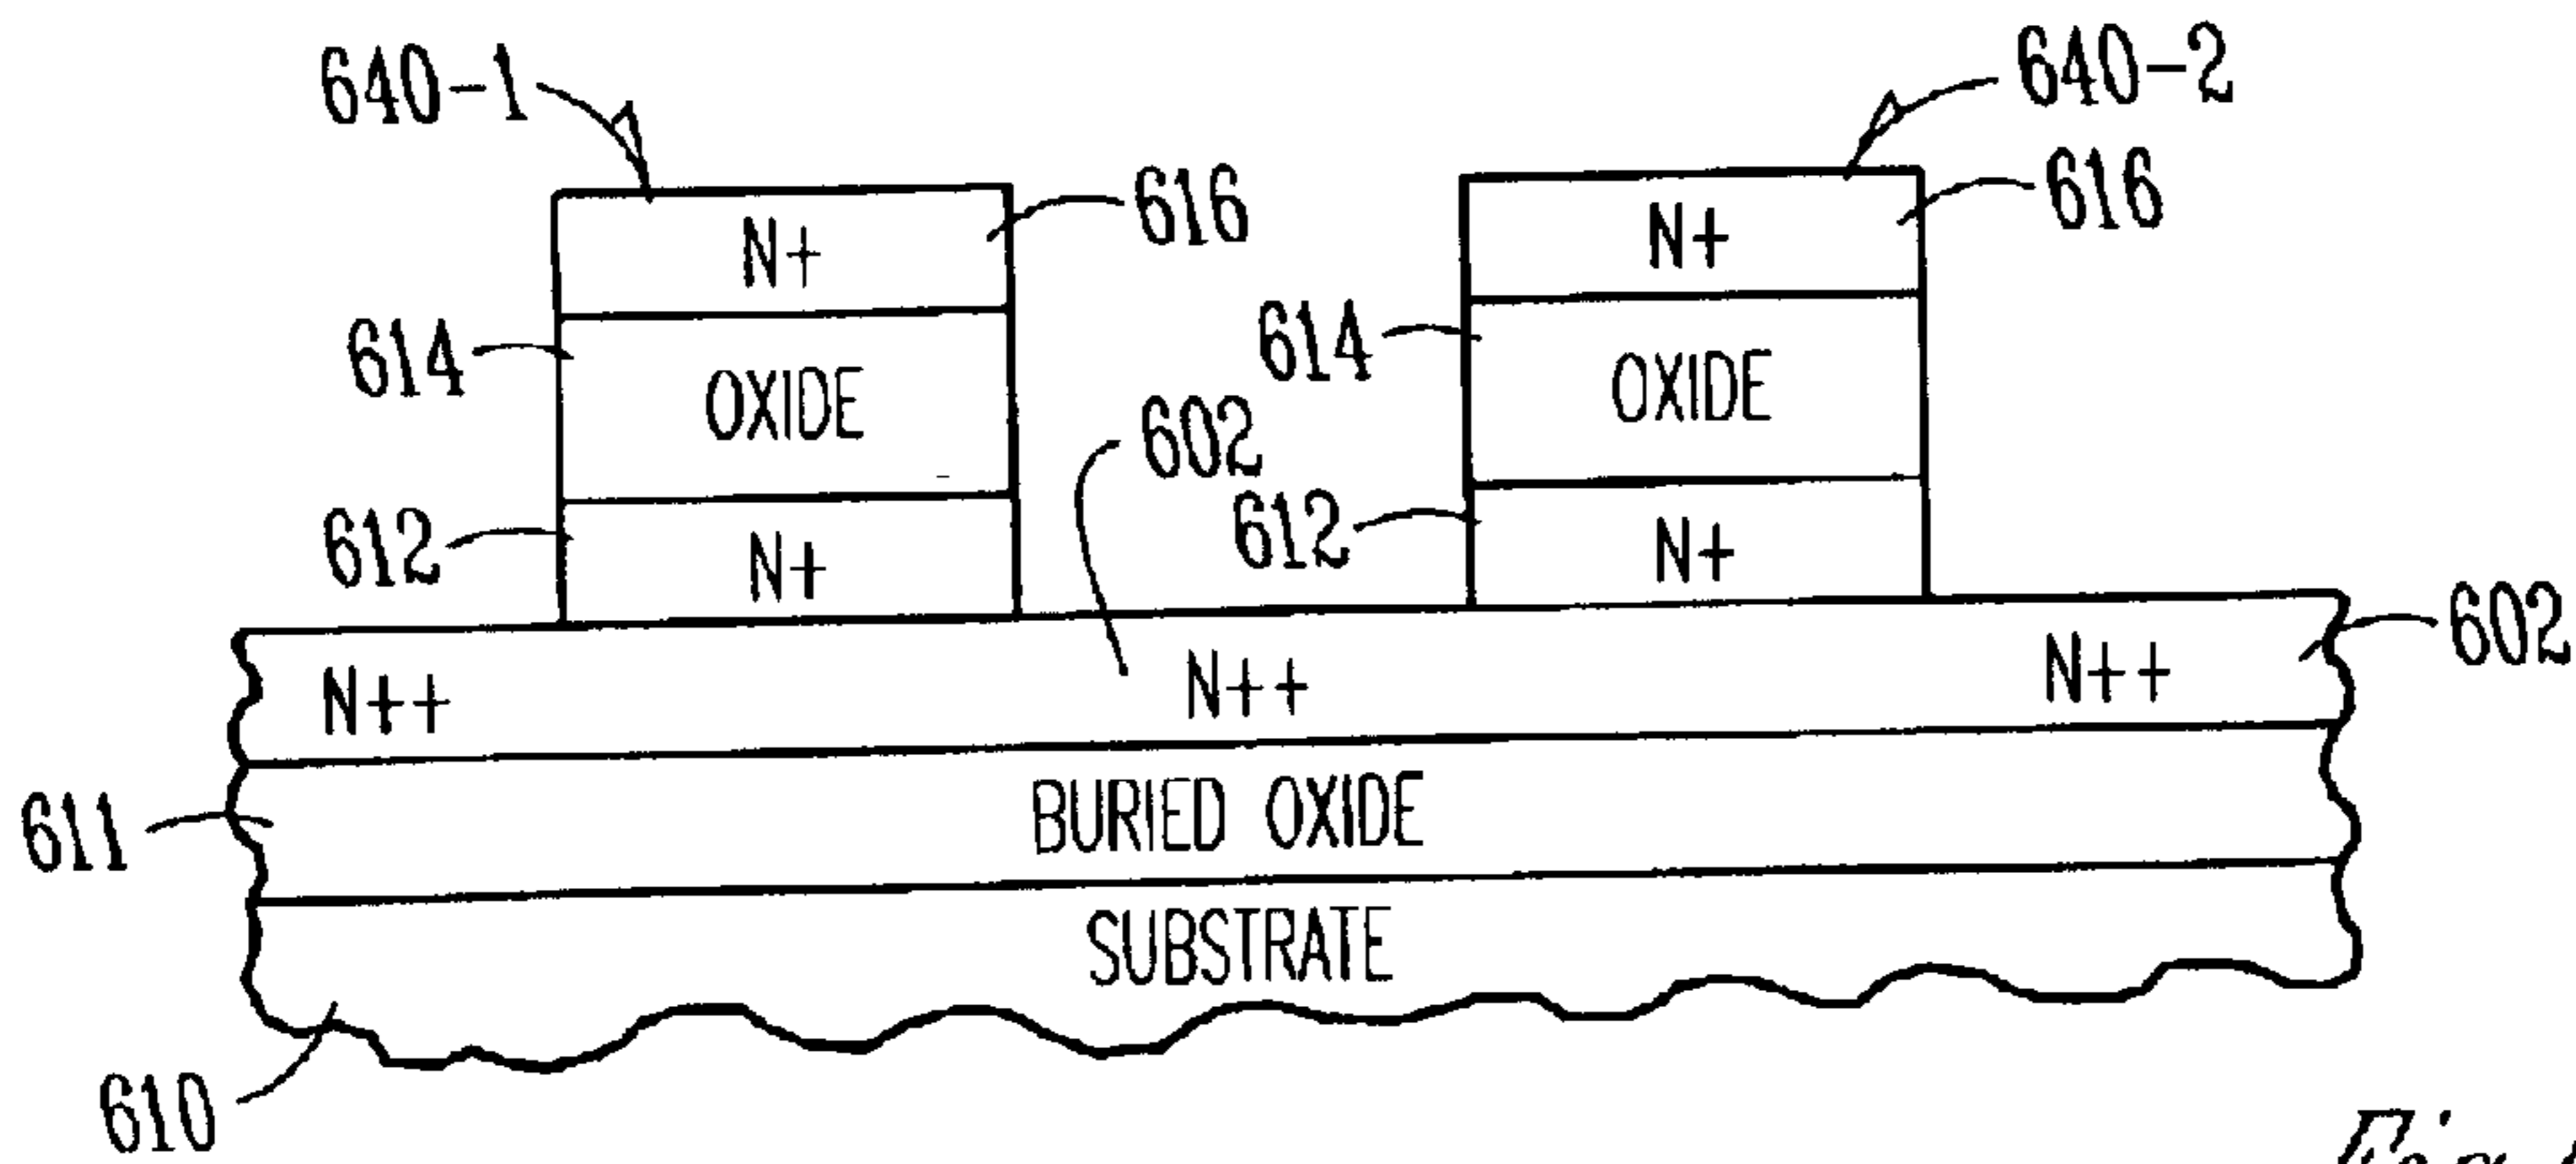 640-1
640-2
N+
616
N+
616
614
OXIDE
614
OXIDE
602
612
N+
612
N+
602
N++
N++
N++
611
BURIED OXIDE
SUBSTRATE
610